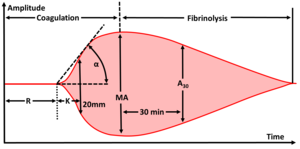 Amplitude
Coagulation
Fibrinolysis
α
R
K
20mm
MA
A30
30 min
Time